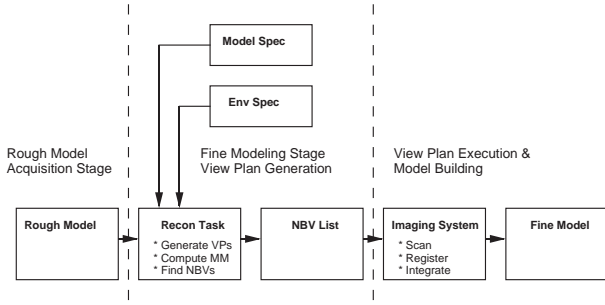 Model Spec
Env Spec
Rough Model
Acquisition Stage
Fine Modeling Stage
View Plan Generation
View Plan Execution &
Model Building
Rough Model
Recon Task
* Generate VPs
* Compute MM
* Find NBVs
NBV List
Imaging System
* Scan
* Register
* Integrate
Fine Model